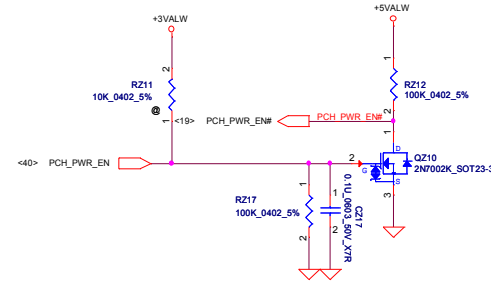 +3VALW
+5VALW
2
RZ11
10K_0402_5%
@
1
<19>
1
RZ12
100K_0402_5%
2
PCH_PWR_EN#
PCH_PWR_EN#
1
D
QZ10
2N7002K_SOT23-3
<40>
PCH_PWR_EN
2
G
S
3
1
RZ17
100K_0402_5%
2
1
2
CZ17
0.1U_0603_50V_X7R